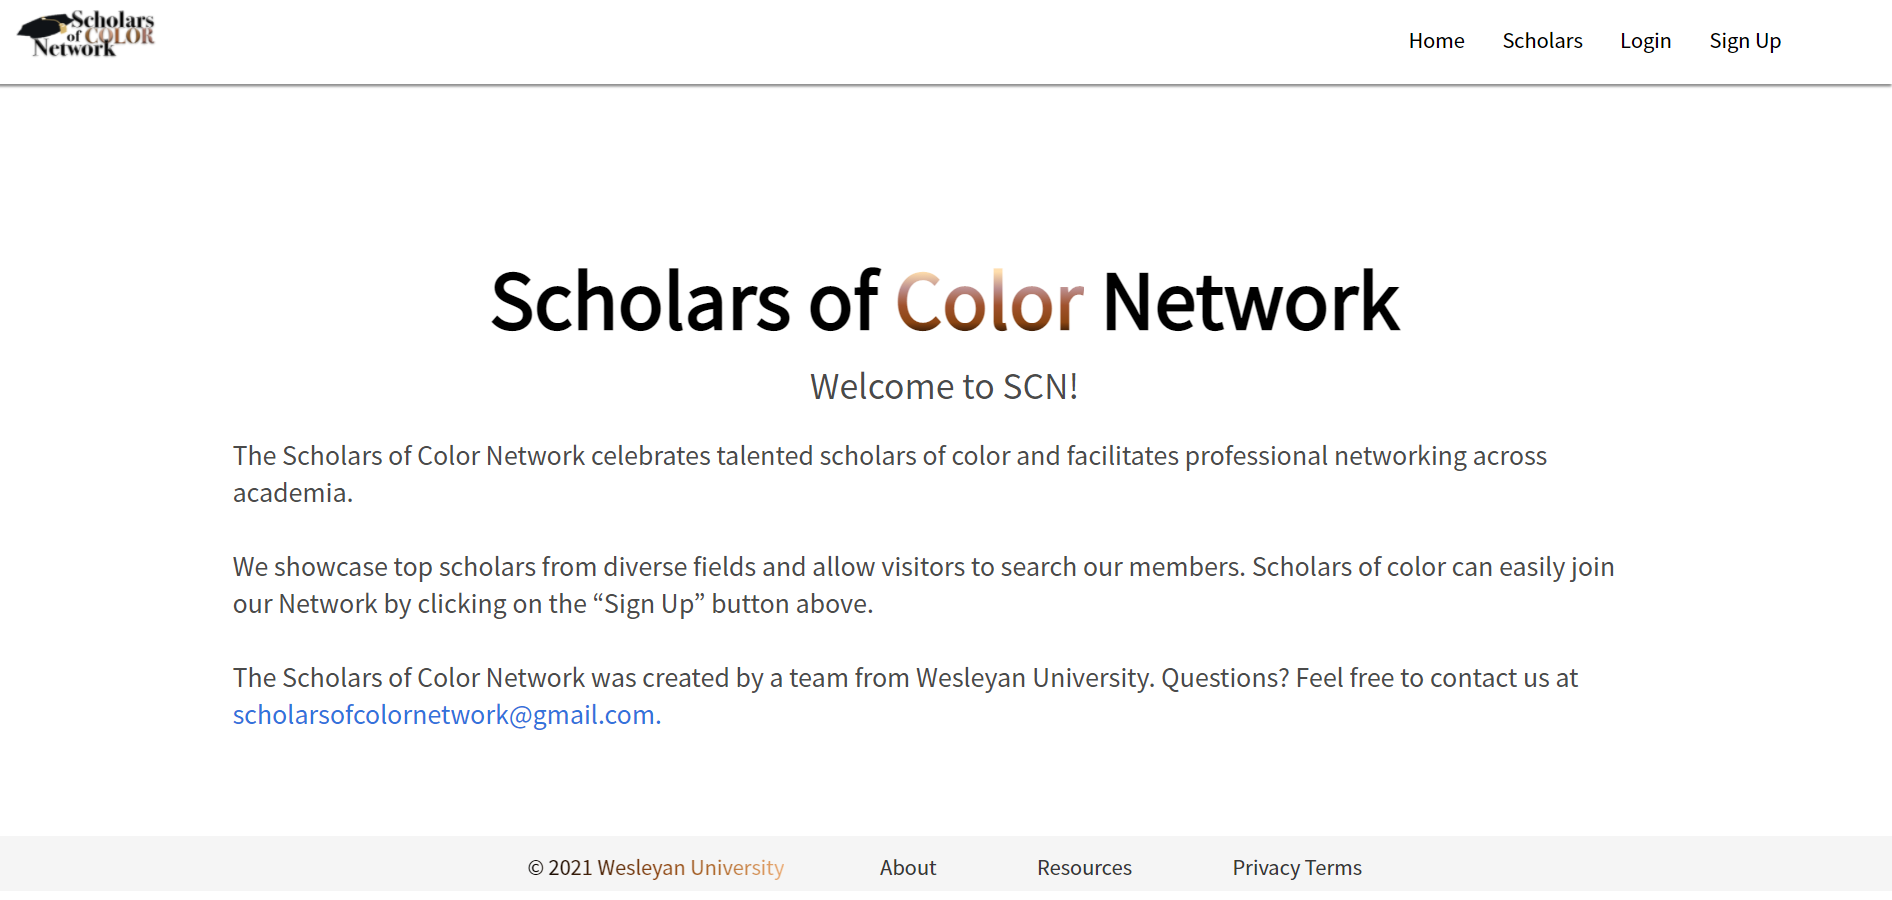 Scholars
of COLOR
Network
Home Scholars Login Sign Up
Scholars of Color Network
Welcome to SCN!
The Scholars of Color Network celebrates talented scholars of color and facilitates professional networking across
academia.
We showcase top scholars from diverse fields and allow visitors to search our members. Scholars of color can easily join
our Network by clicking on the “Sign Up” button above.
The Scholars of Color Network was created by a team from Wesleyan University. Questions? Feel free to contact us at
scholarsofcolornetwork@gmail.com.
© 2021 Wesleyan University About Resources Privacy Terms